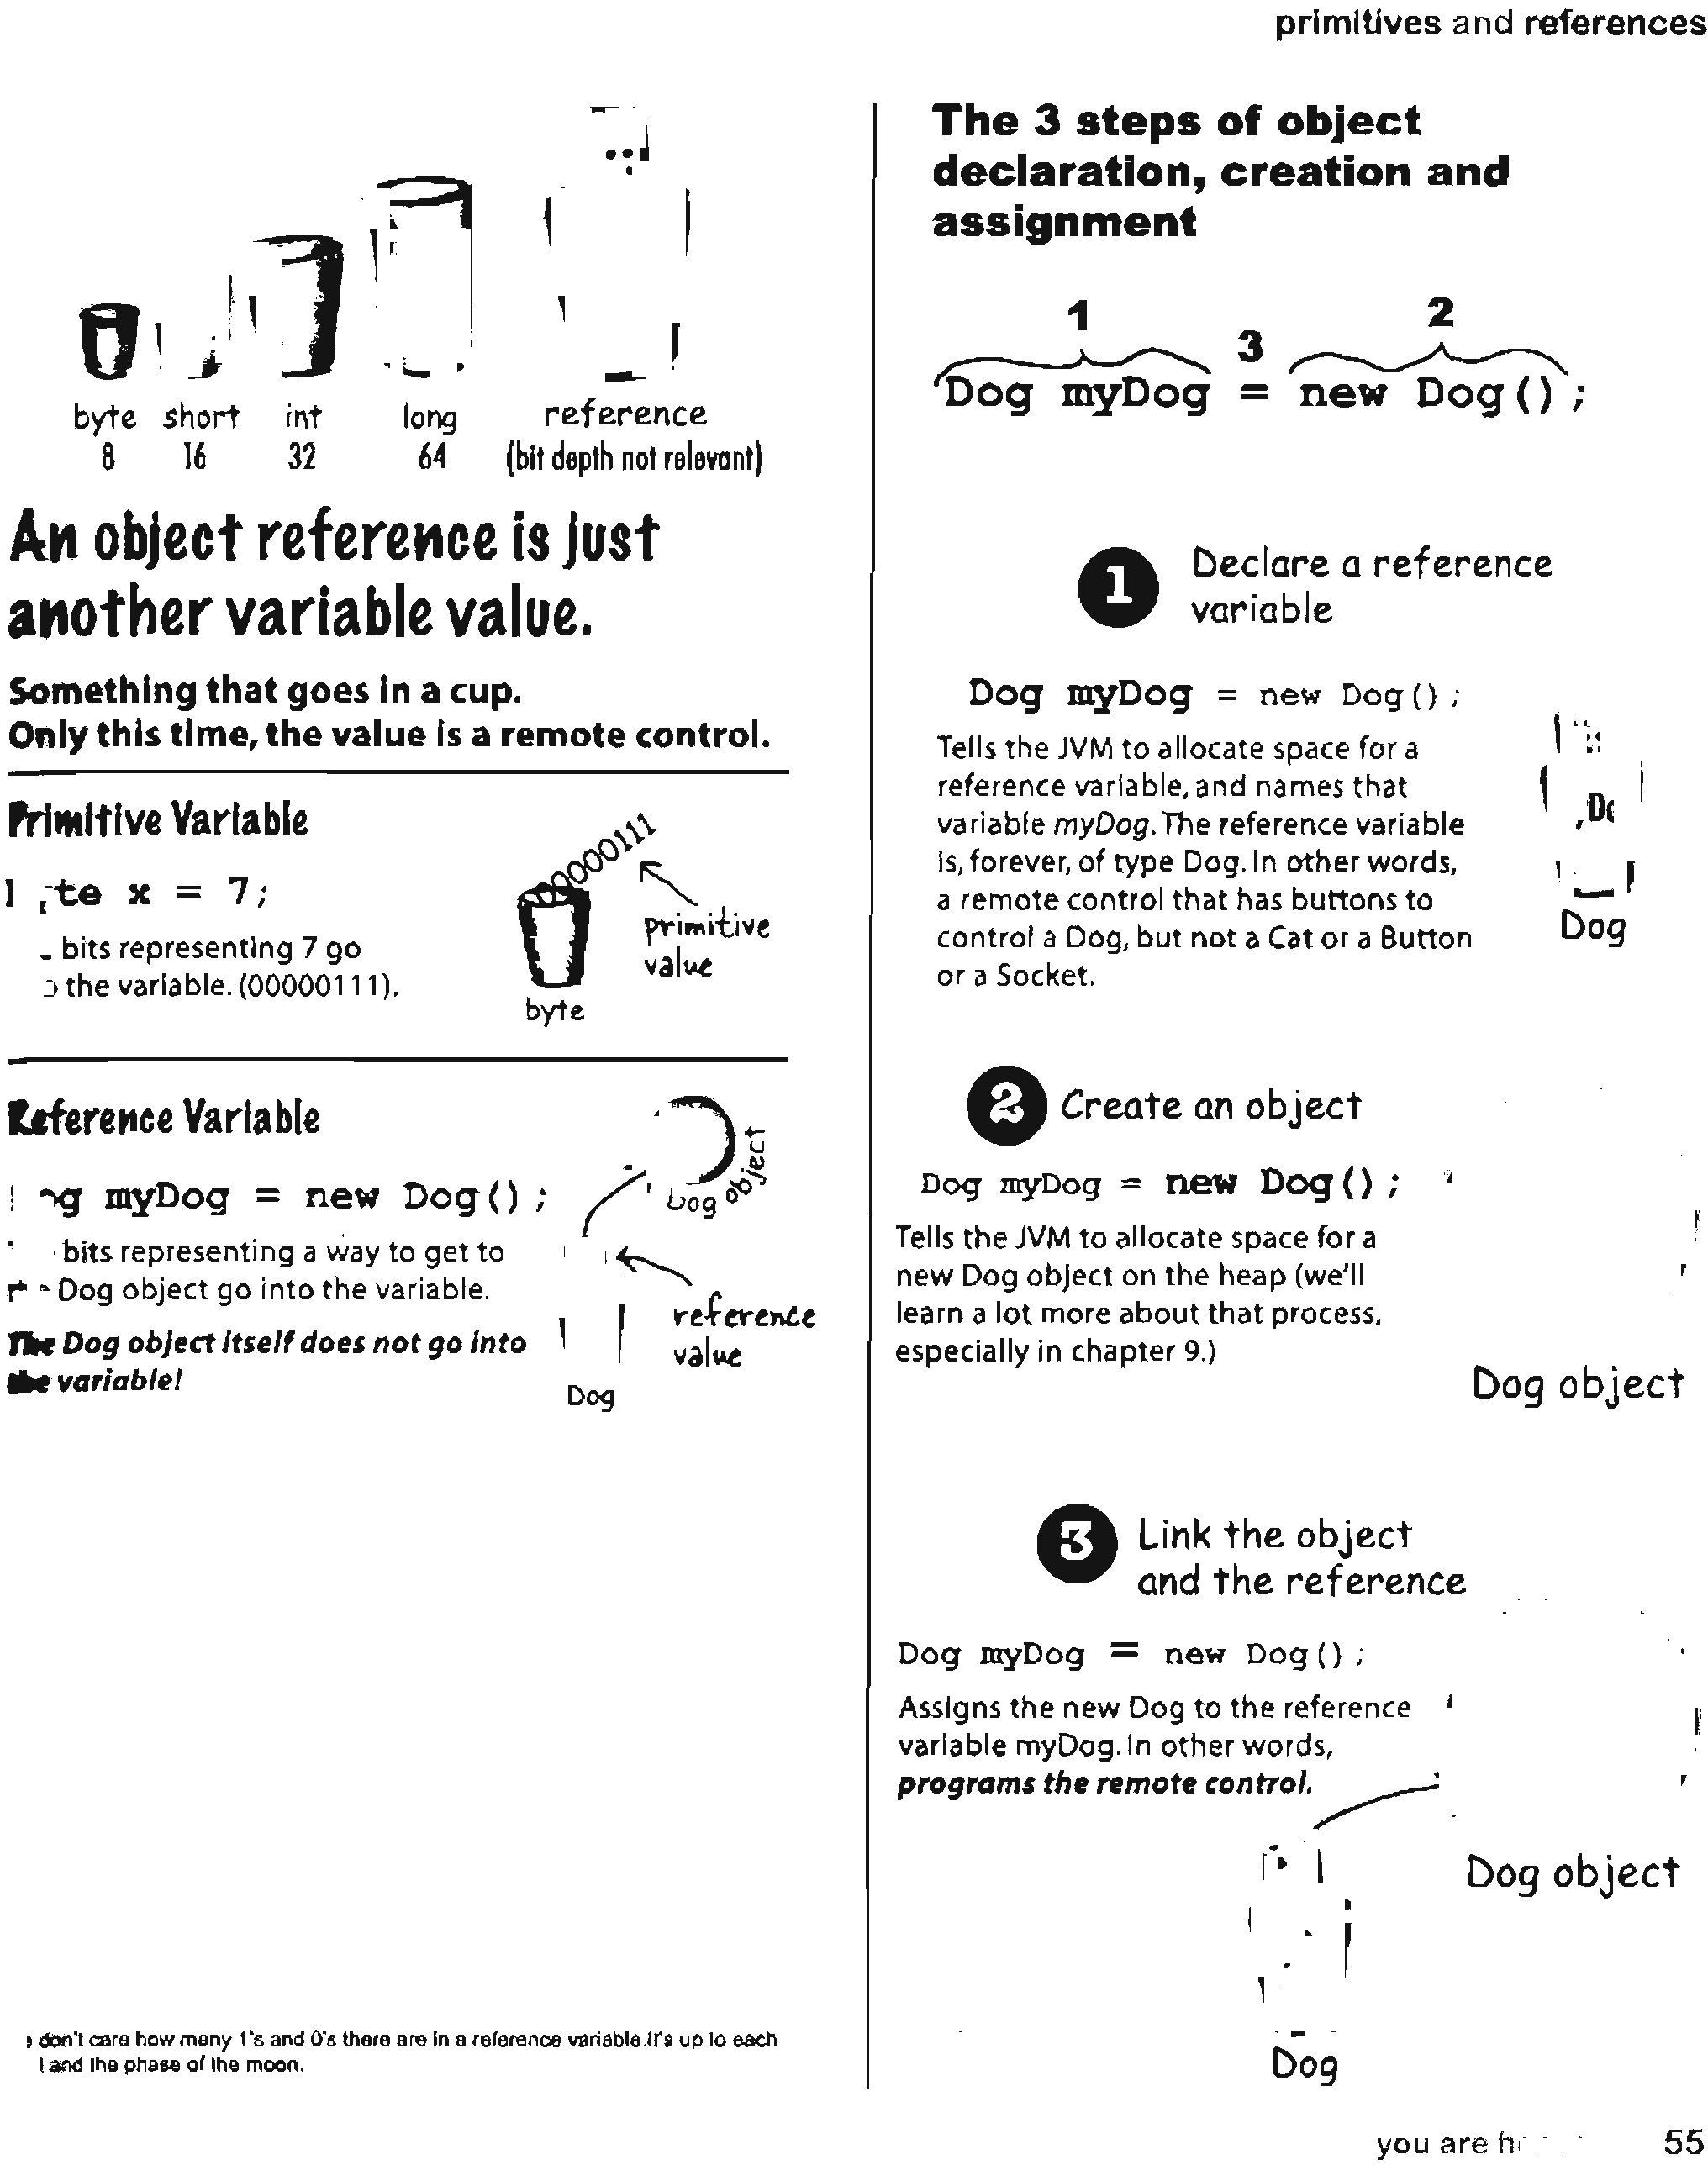 primitives and references
byte short int long reference
8 16 32 64 (bit depth not relevant)
An object reference is just
another variable value.
Something that goes in a cup.
Only this time, the value is a remote control.
Primitive Variable
x = 7;
bits representing 7 go
the variable. (00000111).
00000111
primitive
value
byte
Reference Variable
myDog = new Dog();
bits representing a way to get to
Dog object go into the variable.
The Dog object itself does not go into
the variable!
Dog object
reference
value
Dog
don't care how many 1's and 0's there are in a reference variable. It's up to each
and the phase of the moon.
The 3 steps of object
declaration, creation and
assignment
1 3 2
Dog myDog = new Dog();
1 Declare a reference
variable
Dog myDog = new Dog();
Tells the JVM to allocate space for a
reference variable, and names that
variable myDog. The reference variable
is, forever, of type Dog. In other words,
a remote control that has buttons to
control a Dog, but not a Cat or a Button
or a Socket.
Dog
2 Create an object
Dog myDog = new Dog();
Tells the JVM to allocate space for a
new Dog object on the heap (we'll
learn a lot more about that process,
especially in chapter 9.)
Dog object
3 Link the object
and the reference
Dog myDog = new Dog();
Assigns the new Dog to the reference
variable myDog. In other words,
programs the remote control.
Dog object
Dog
you are
55